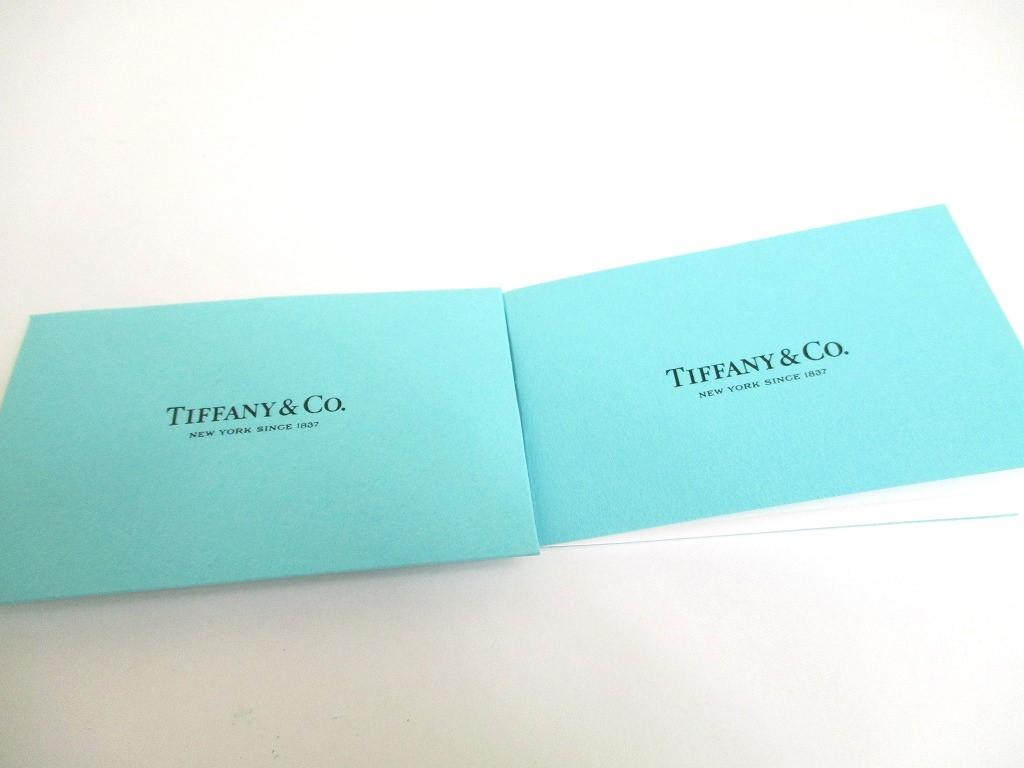 TIFFANY & CO.
NEW YORK SINCE 1837
TIFFANY & CO.
NEW YORK SINCE 1837